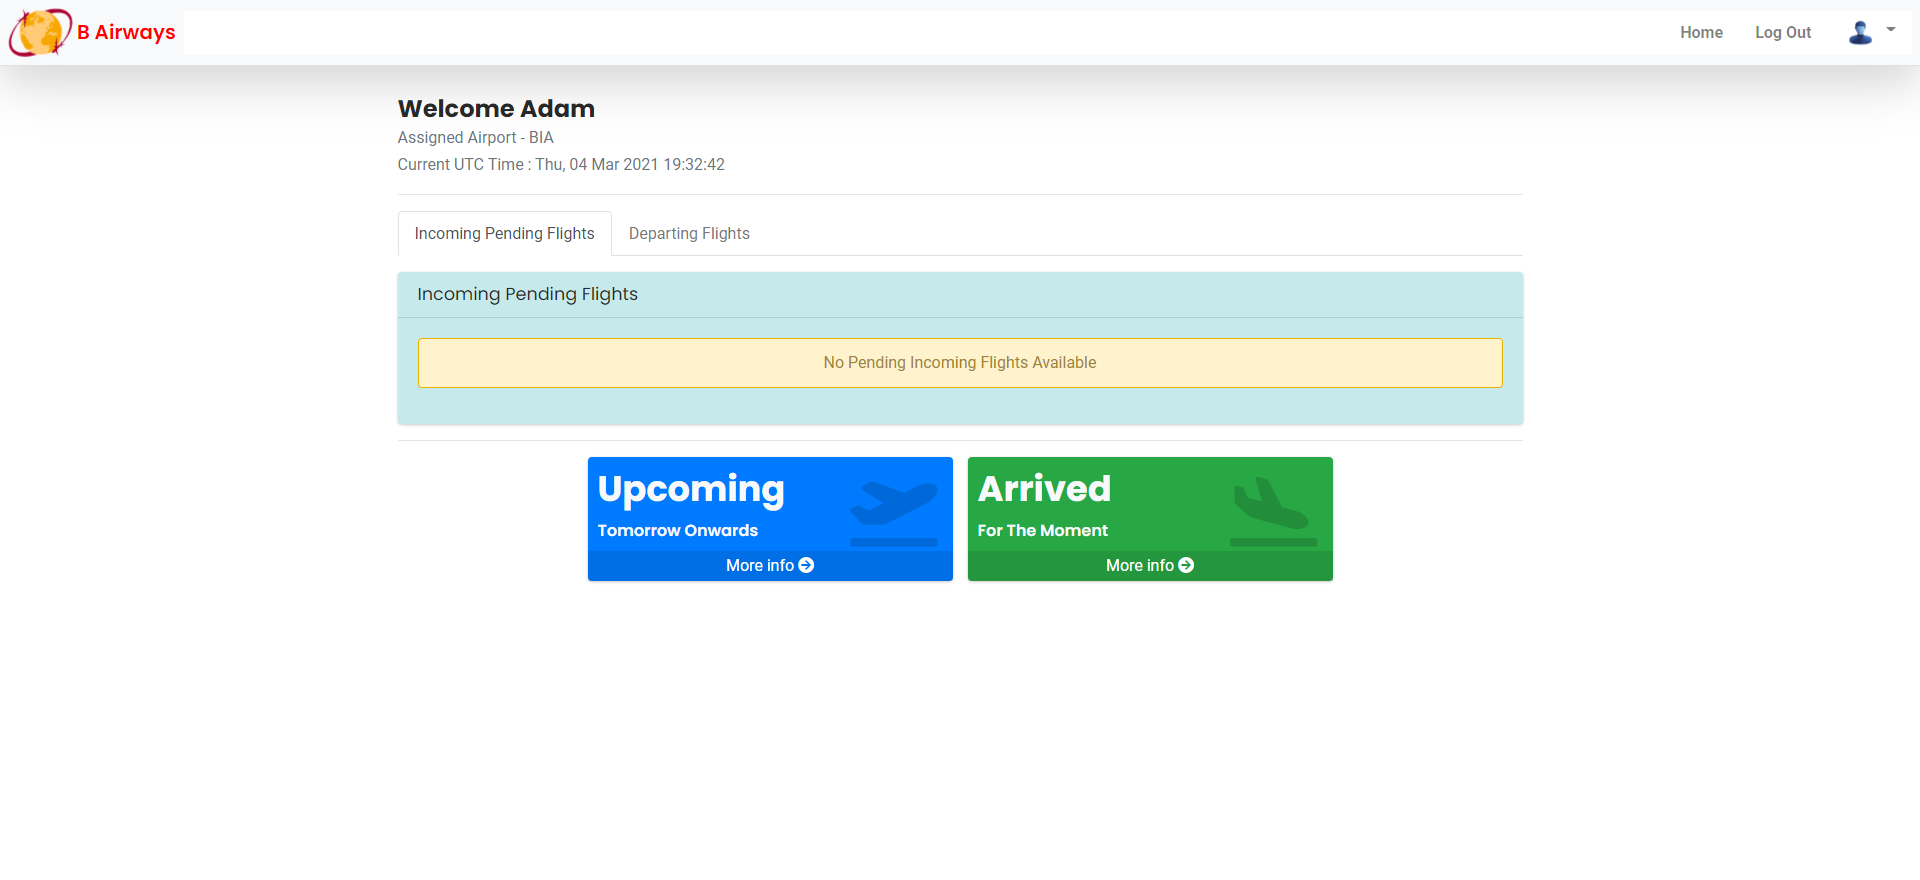 B Airways
Home
Log Out
Welcome Adam
Assigned Airport - BIA
Current UTC Time : Thu, 04 Mar 2021 19:32:42
Incoming Pending Flights
Departing Flights
Incoming Pending Flights
No Pending Incoming Flights Available
Upcoming
Tomorrow Onwards
More info
Arrived
For The Moment
More info